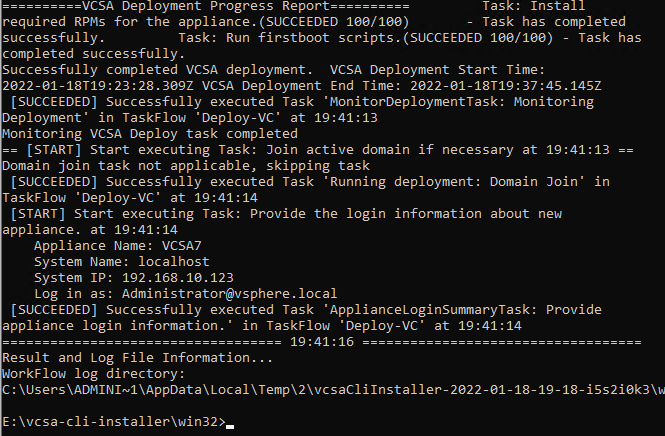 ==========VCSA Deployment Progress Report==========         Task: Install
required RPMs for the appliance.(SUCCEEDED 100/100)       - Task has completed
successfully.         Task: Run firstboot scripts.(SUCCEEDED 100/100) - Task has
completed successfully.
Successfully completed VCSA deployment.  VCSA Deployment Start Time:
2022-01-18T19:23:28.309Z VCSA Deployment End Time: 2022-01-18T19:37:45.145Z
 [SUCCEEDED] Successfully executed Task 'MonitorDeploymentTask: Monitoring
Deployment' in TaskFlow 'Deploy-VC' at 19:41:13
Monitoring VCSA Deploy task completed
== [START] Start executing Task: Join active domain if necessary at 19:41:13 ==
Domain join task not applicable, skipping task
 [SUCCEEDED] Successfully executed Task 'Running deployment: Domain Join' in
TaskFlow 'Deploy-VC' at 19:41:14
 [START] Start executing Task: Provide the login information about new
appliance. at 19:41:14
    Appliance Name: VCSA7
    System Name: localhost
    System IP: 192.168.10.123
    Log in as: Administrator@vsphere.local
 [SUCCEEDED] Successfully executed Task 'ApplianceLoginSummaryTask: Provide
appliance login information.' in TaskFlow 'Deploy-VC' at 19:41:14
=================================== 19:41:16 ===================================
Result and Log File Information...
WorkFlow log directory:
C:\Users\ADMINI~1\AppData\Local\Temp\2\vcsaCliInstaller-2022-01-18-19-18-i5s2i0k3\w
E:\vcsa-cli-installer\win32>